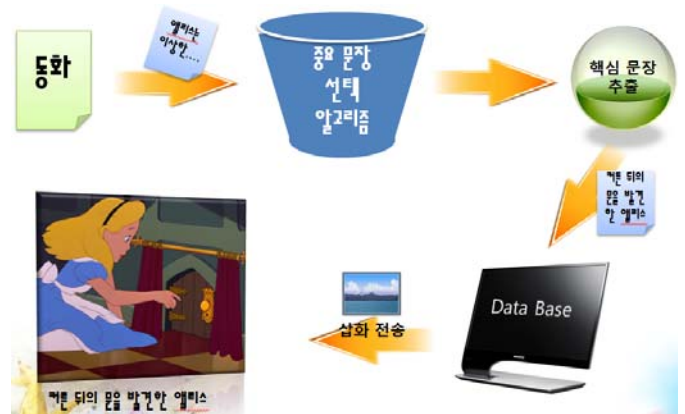 동화
앨리스는
이상한....
중요 문장
선택
알고리즘
핵심 문장
추출
커튼 뒤의
문을 발견
한 앨리스
Data Base
삽화 전송
커튼 뒤의 문을 발견한 앨리스